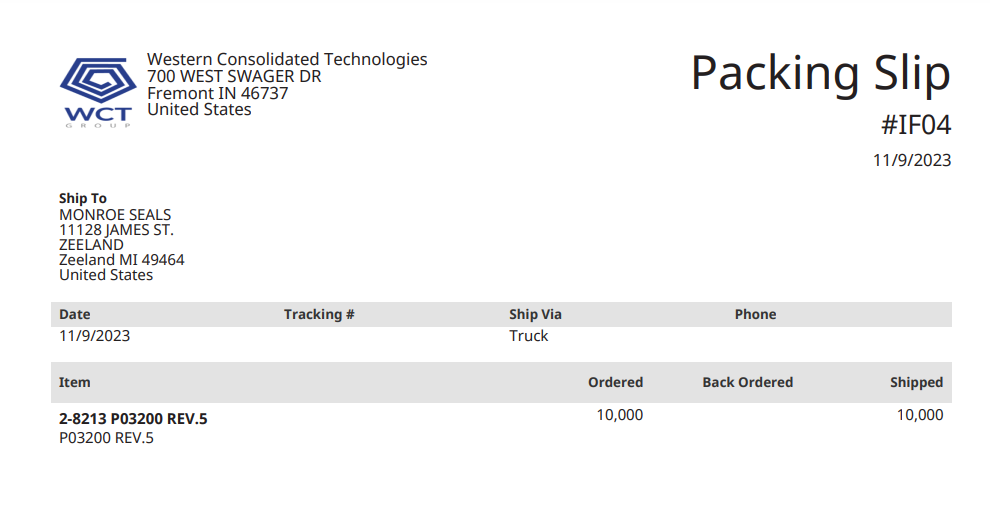 Western Consolidated Technologies
700 WEST SWAGER DR
Fremont IN 46737
United States
WCT
GROUP
Packing Slip
#IF04
11/9/2023
Ship To
MONROE SEALS
11128 JAMES ST.
ZEELAND
Zeeland MI 49464
United States
Date Tracking # Ship Via Phone
11/9/2023 Truck
Item Ordered Back Ordered Shipped
2-8213 P03200 REV.5 10,000 10,000
P03200 REV.5